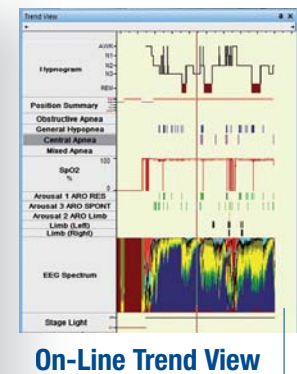 Trend View
AWK
N1
N2
N3
REM
Hypnogram
Position Summary
Obstructive Apnea
General Hypopnea
Central Apnea
Mixed Apnea
100
SpO2
%
0
Arousal 1 ARO RES
Arousal 3 ARO SPONT
Arousal 2 ARO Limb
Limb (Left)
Limb (Right)
EEG Spectrum
Stage Light
On-Line Trend View